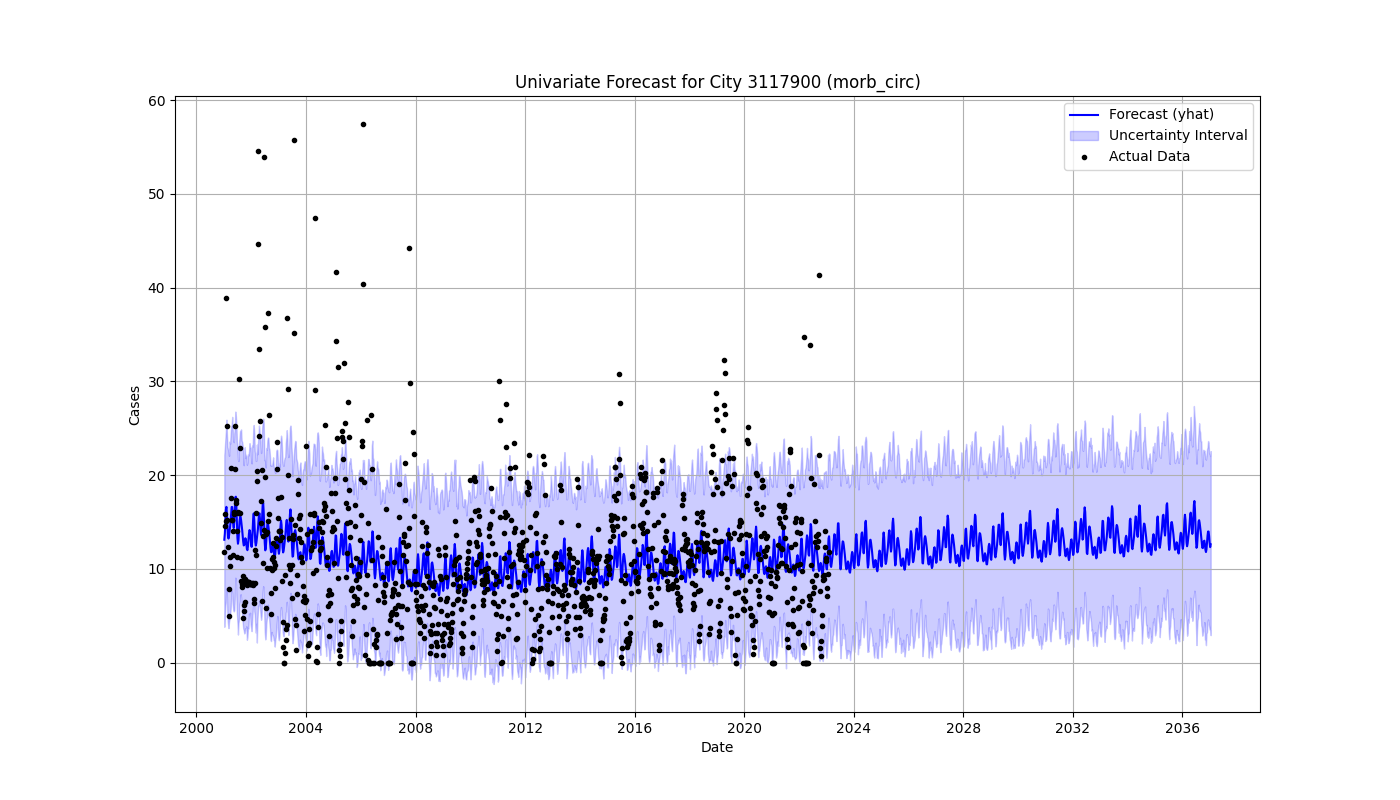 Univariate Forecast for City 3117900 (morb_circ)
Forecast (yhat)
Uncertainty Interval
Actual Data
60
50
40
30
20
10
0
Cases
2000 2004 2008 2012 2016 2020 2024 2028 2032 2036
Date